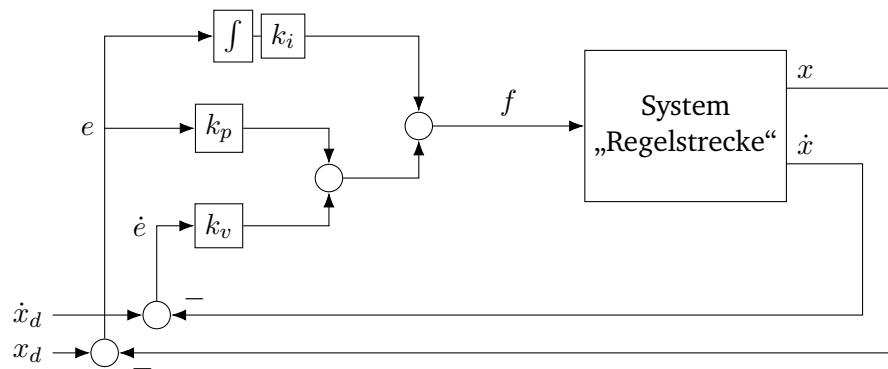 ∫
k_i
x
f
System
„Regelstrecke“
e
k_p
ẋ
ė
k_v
−
ẋ_d
x_d
−